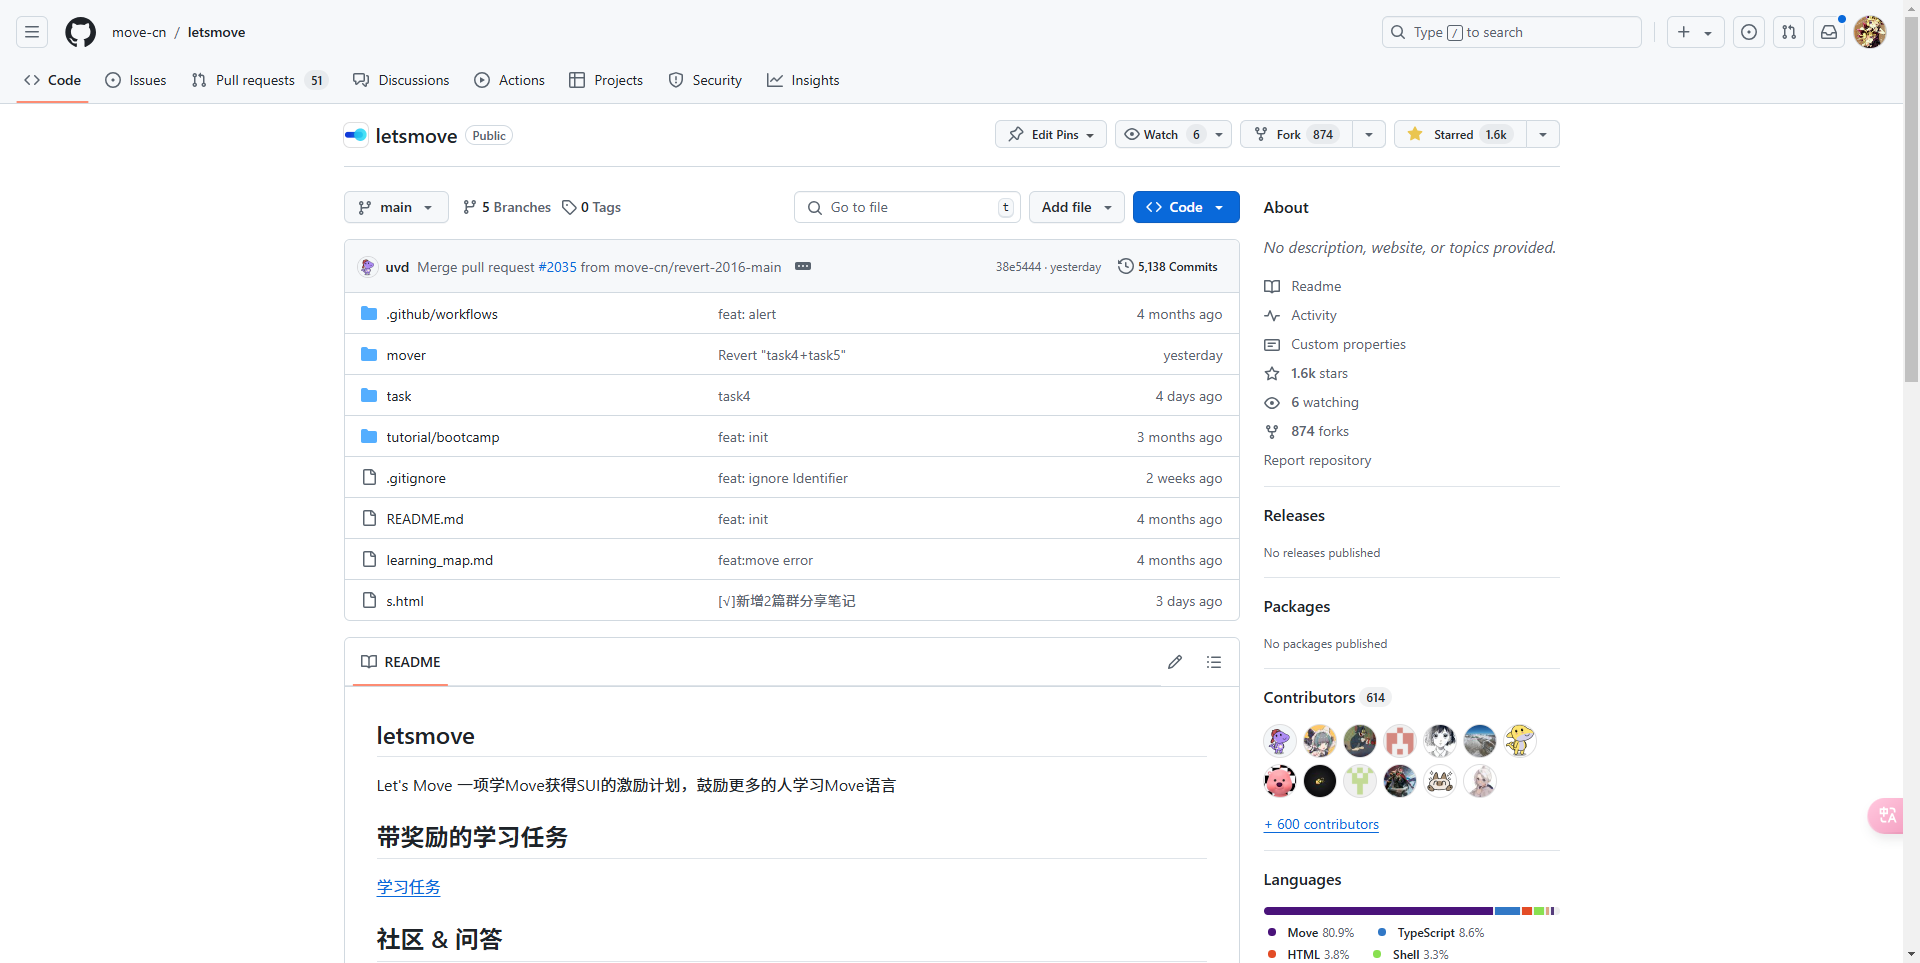 move-cn / letsmove
Type / to search
Code Issues Pull requests 51 Discussions Actions Projects Security Insights
letsmove Public
Edit Pins Watch 6 Fork 874 Starred 1.6k
main 5 Branches 0 Tags Go to file t Add file Code
uvd Merge pull request #2035 from move-cn/revert-2016-main 38e5444 · yesterday 5,138 Commits
.github/workflows feat: alert 4 months ago
mover Revert "task4+task5" yesterday
task task4 4 days ago
tutorial/bootcamp feat: init 3 months ago
.gitignore feat: ignore Identifier 2 weeks ago
README.md feat: init 4 months ago
learning_map.md feat:move error 4 months ago
s.html [√]新增2篇群分享笔记 3 days ago
README
letsmove
Let's Move 一项学Move获得SUI的激励计划，鼓励更多的人学习Move语言
带奖励的学习任务
学习任务
社区 & 问答
About
No description, website, or topics provided.
Readme
Activity
Custom properties
1.6k stars
6 watching
874 forks
Report repository
Releases
No releases published
Packages
No packages published
Contributors 614
+ 600 contributors
Languages
Move 80.9% TypeScript 8.6%
HTML 3.8% Shell 3.3%